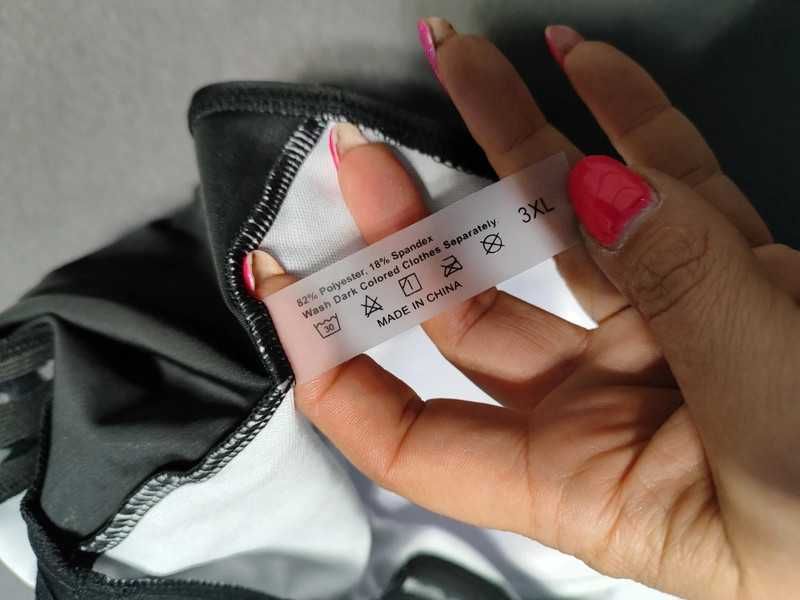 82% Polyester, 18% Spandex
Wash Dark Colored Clothes Separately.
30
MADE IN CHINA
3XL